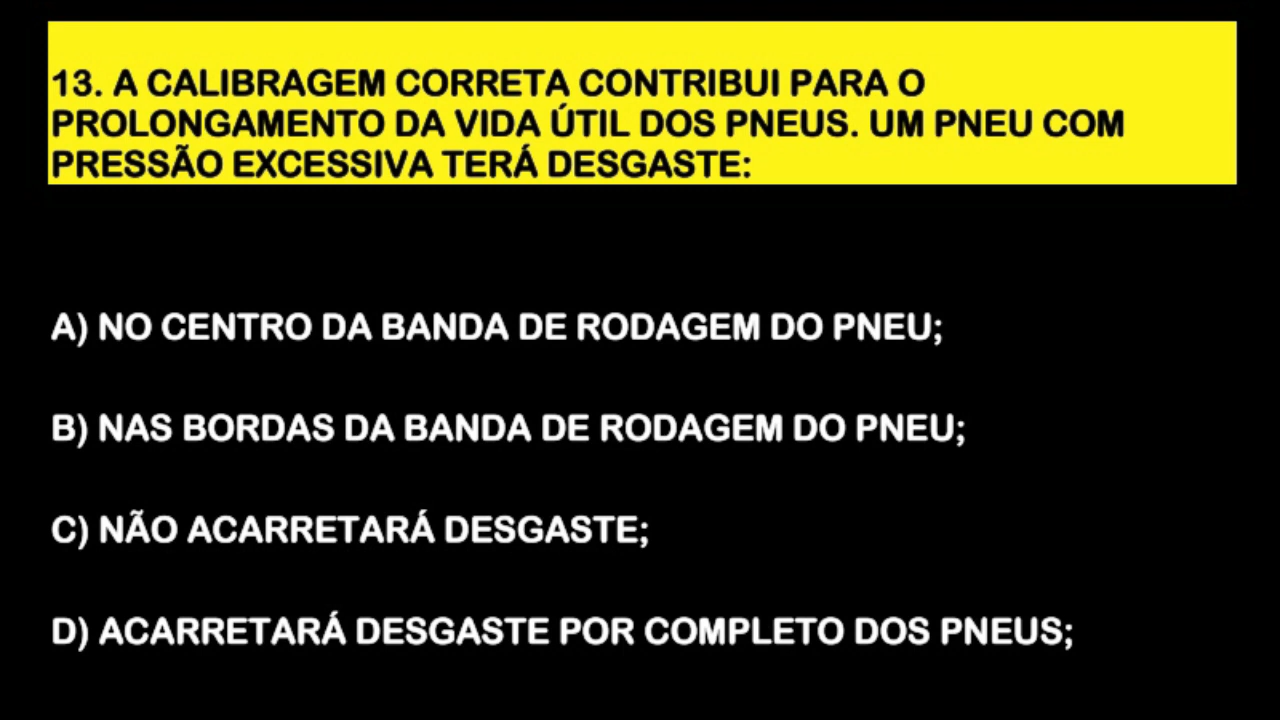 13. A CALIBRAGEM CORRETA CONTRIBUI PARA O
PROLONGAMENTO DA VIDA ÚTIL DOS PNEUS. UM PNEU COM
PRESSÃO EXCESSIVA TERÁ DESGASTE:
A) NO CENTRO DA BANDA DE RODAGEM DO PNEU;
B) NAS BORDAS DA BANDA DE RODAGEM DO PNEU;
C) NÃO ACARRETARÁ DESGASTE;
D) ACARRETARÁ DESGASTE POR COMPLETO DOS PNEUS;